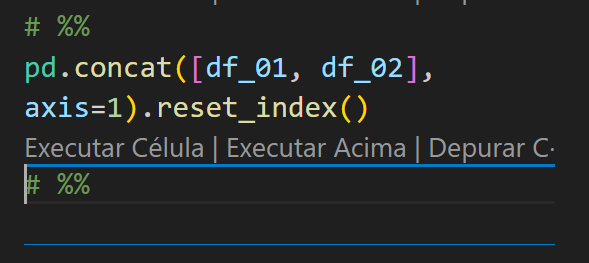 # %%
pd.concat([df_01, df_02],
axis=1).reset_index()
Executar Célula | Executar Acima | Depurar C
# %%